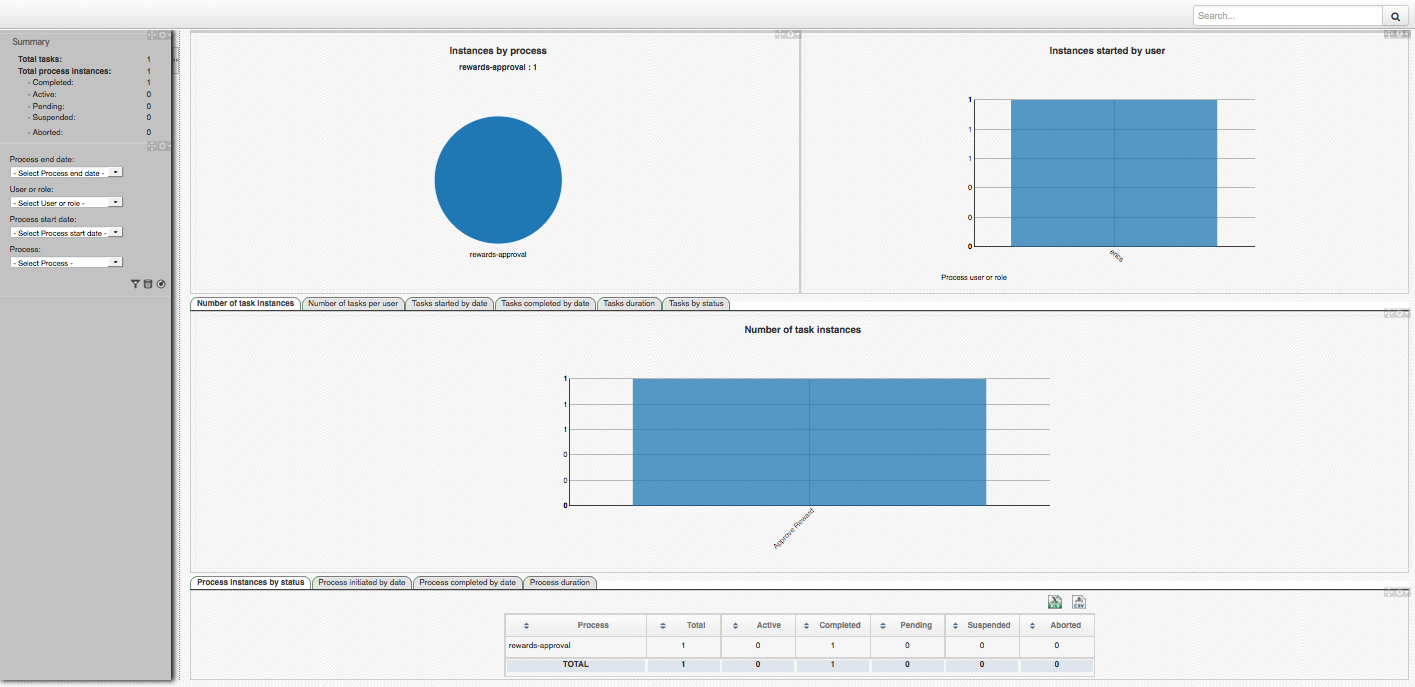 Search...
Summary
Total tasks: 1
Total process instances: 1
- Completed: 1
- Active: 0
- Pending: 0
- Suspended: 0
- Aborted: 0
Process end date:
- Select Process end date -
User or role:
- Select User or role -
Process start date:
- Select Process start date -
Process:
- Select Process -
Instances by process
rewards-approval : 1
rewards-approval
Instances started by user
1
1
1
0
0
0
erics
Process user or role
Number of task instances Number of tasks per user Tasks started by date Tasks completed by date Tasks duration Tasks by status
Number of task instances
1
1
1
0
0
0
Approve Reward
Process instances by status Process initiated by date Process completed by date Process duration
XLS CSV
Process Total Active Completed Pending Suspended Aborted
rewards-approval 1 0 1 0 0 0
TOTAL 1 0 1 0 0 0